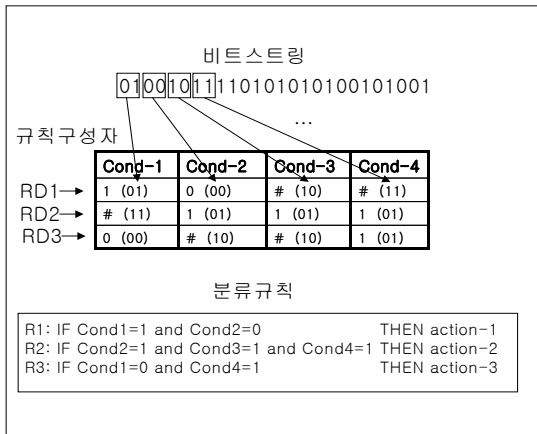 비트스트링
01001011110101010100101001
...
규칙구성자
Cond-1 Cond-2 Cond-3 Cond-4
RD1 1 (01) 0 (00) # (10) # (11)
RD2 # (11) 1 (01) 1 (01) 1 (01)
RD3 0 (00) # (10) # (10) 1 (01)
분류규칙
R1: IF Cond1=1 and Cond2=0 THEN action-1
R2: IF Cond2=1 and Cond3=1 and Cond4=1 THEN action-2
R3: IF Cond1=0 and Cond4=1 THEN action-3